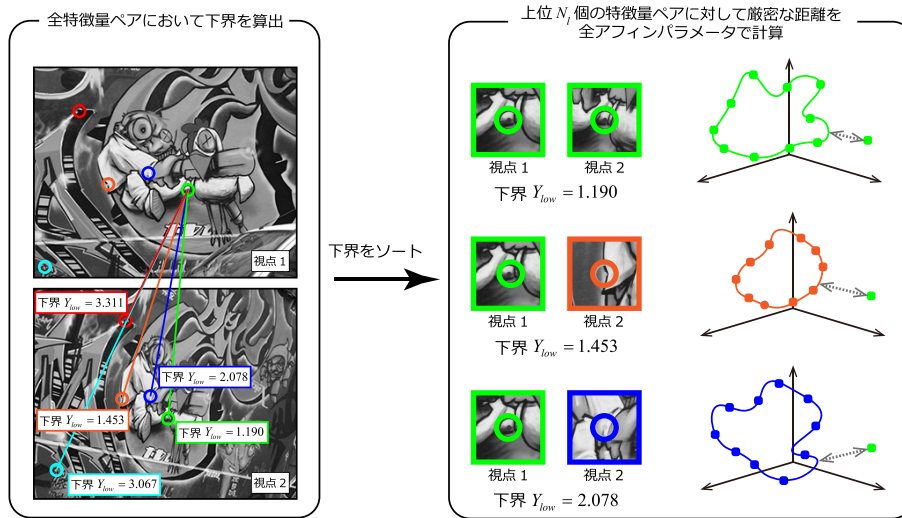 全特徴量ペアにおいて下界を算出
視点 1
下界 Y_low = 3.311
下界 Y_low = 2.078
下界 Y_low = 1.453
下界 Y_low = 1.190
下界 Y_low = 3.067
視点 2
下界をソート
上位 N_l 個の特徴量ペアに対して厳密な距離を
全アフィンパラメータで計算
視点 1
視点 2
下界 Y_low = 1.190
視点 1
視点 2
下界 Y_low = 1.453
視点 1
視点 2
下界 Y_low = 2.078